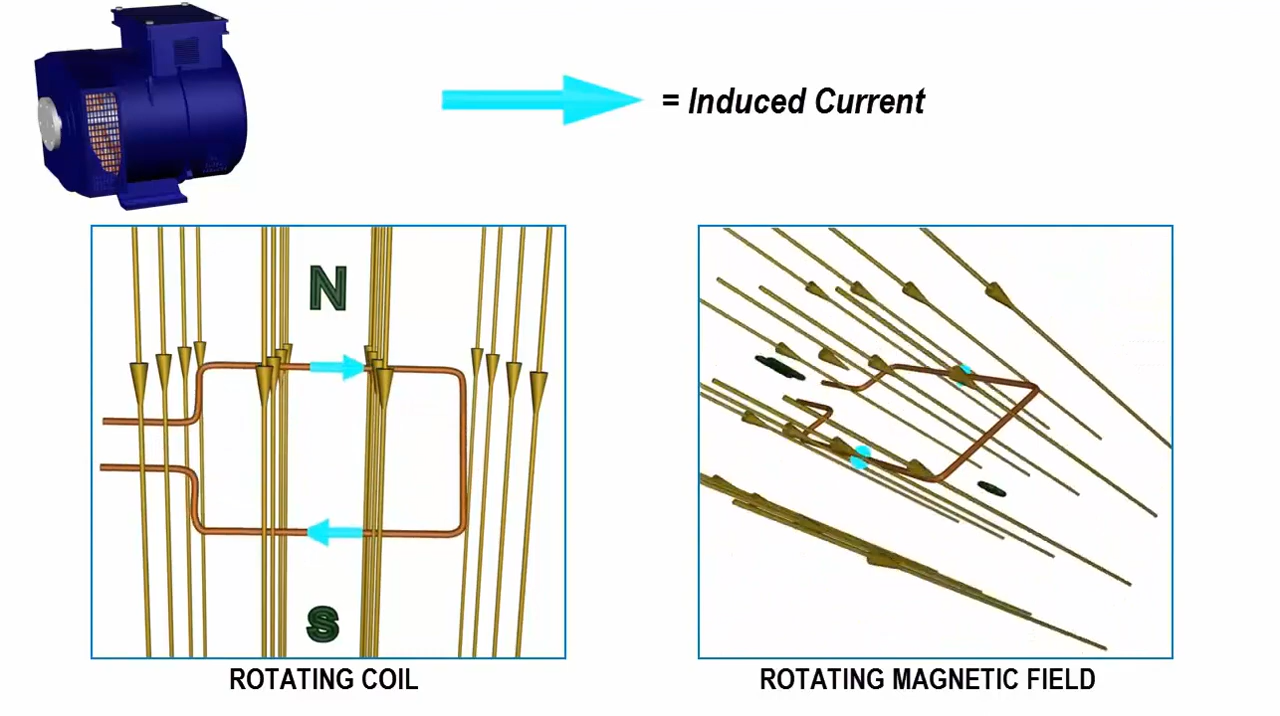 = Induced Current
N
S
ROTATING COIL
ROTATING MAGNETIC FIELD